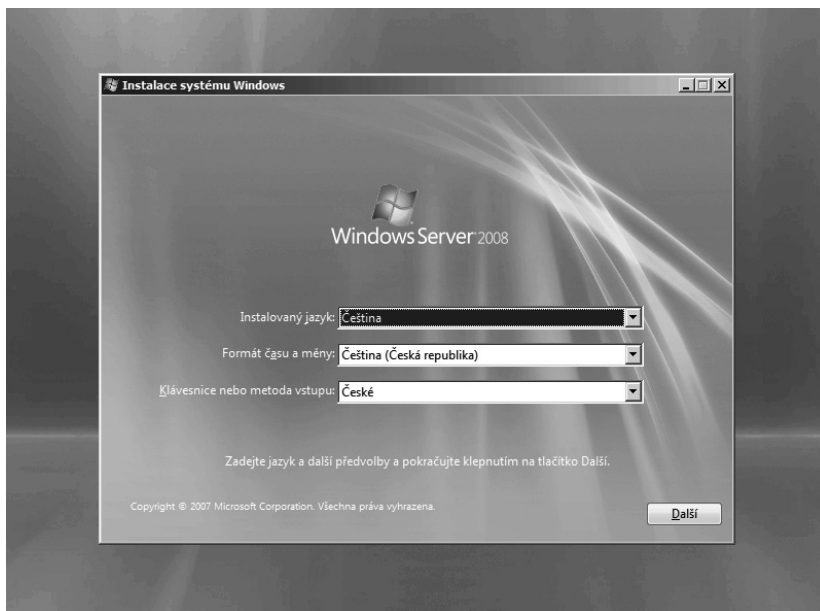 Instalace systému Windows
Windows Server 2008
Instalovaný jazyk: Čeština
Formát času a měny: Čeština (Česká republika)
Klávesnice nebo metoda vstupu: České
Zadejte jazyk a další předvolby a pokračujte klepnutím na tlačítko Další.
Copyright © 2007 Microsoft Corporation. Všechna práva vyhrazena.
Další